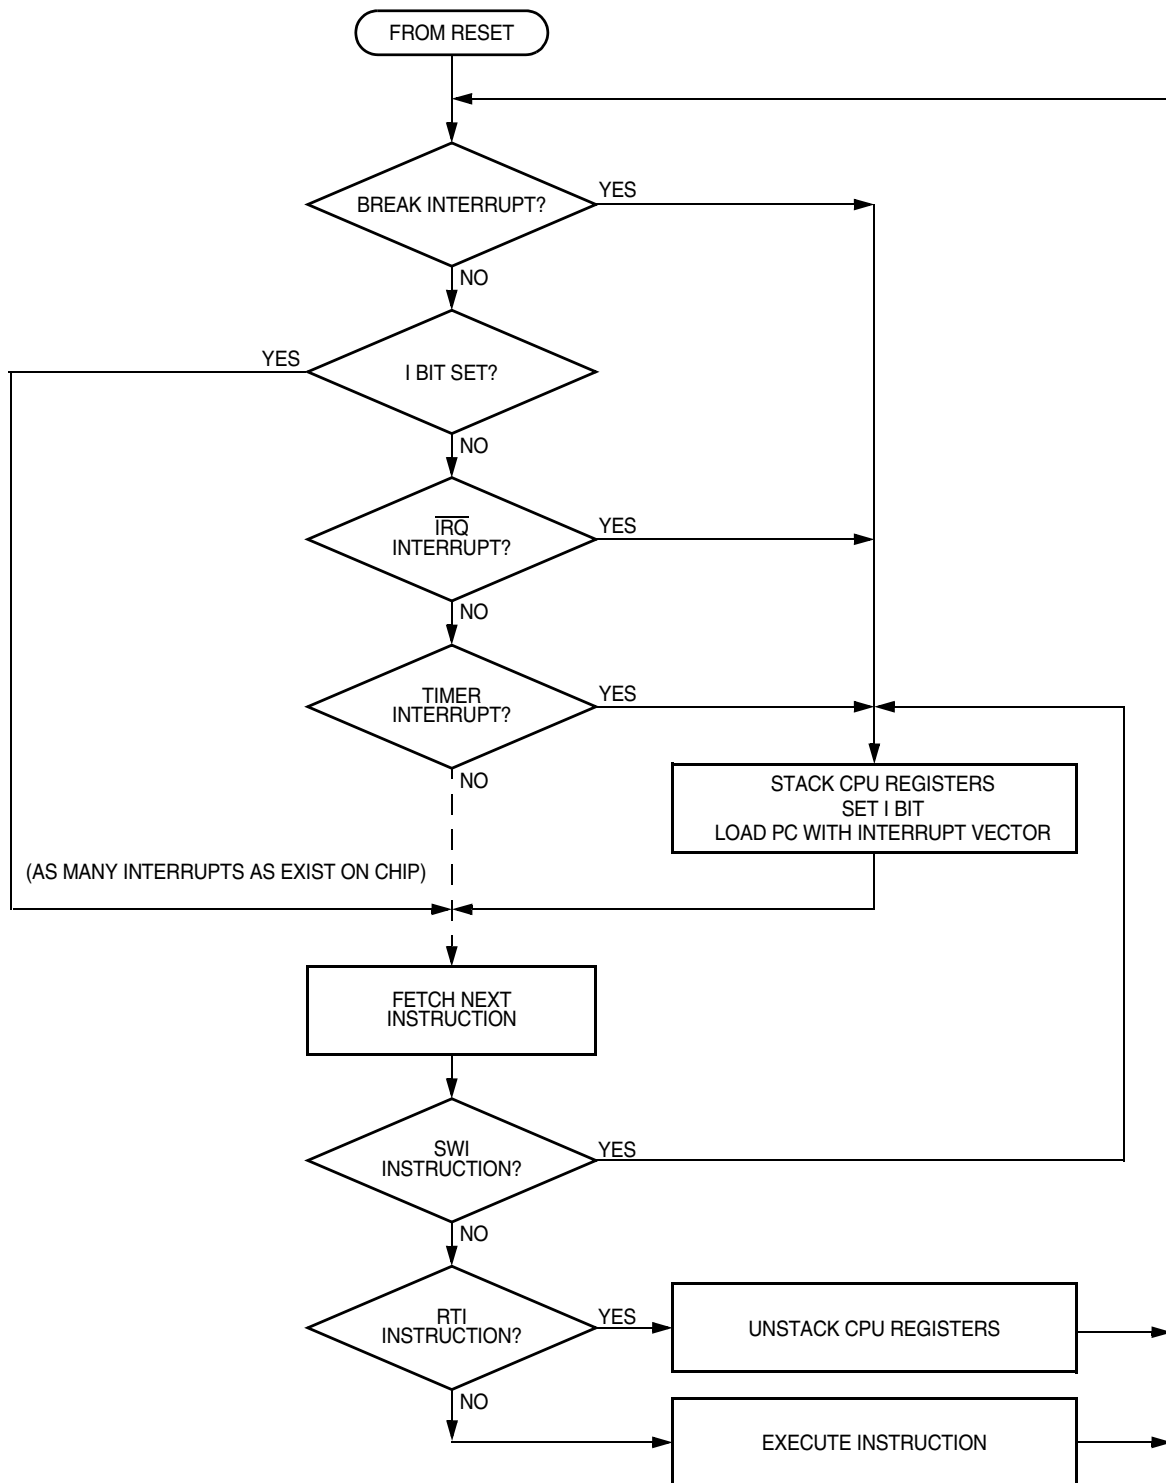 FROM RESET
BREAK INTERRUPT?
YES
NO
YES
I BIT SET?
NO
IRQ
INTERRUPT?
YES
NO
TIMER
INTERRUPT?
YES
NO
STACK CPU REGISTERS
SET I BIT
LOAD PC WITH INTERRUPT VECTOR
(AS MANY INTERRUPTS AS EXIST ON CHIP)
FETCH NEXT
INSTRUCTION
SWI
INSTRUCTION?
YES
NO
RTI
INSTRUCTION?
YES
UNSTACK CPU REGISTERS
NO
EXECUTE INSTRUCTION